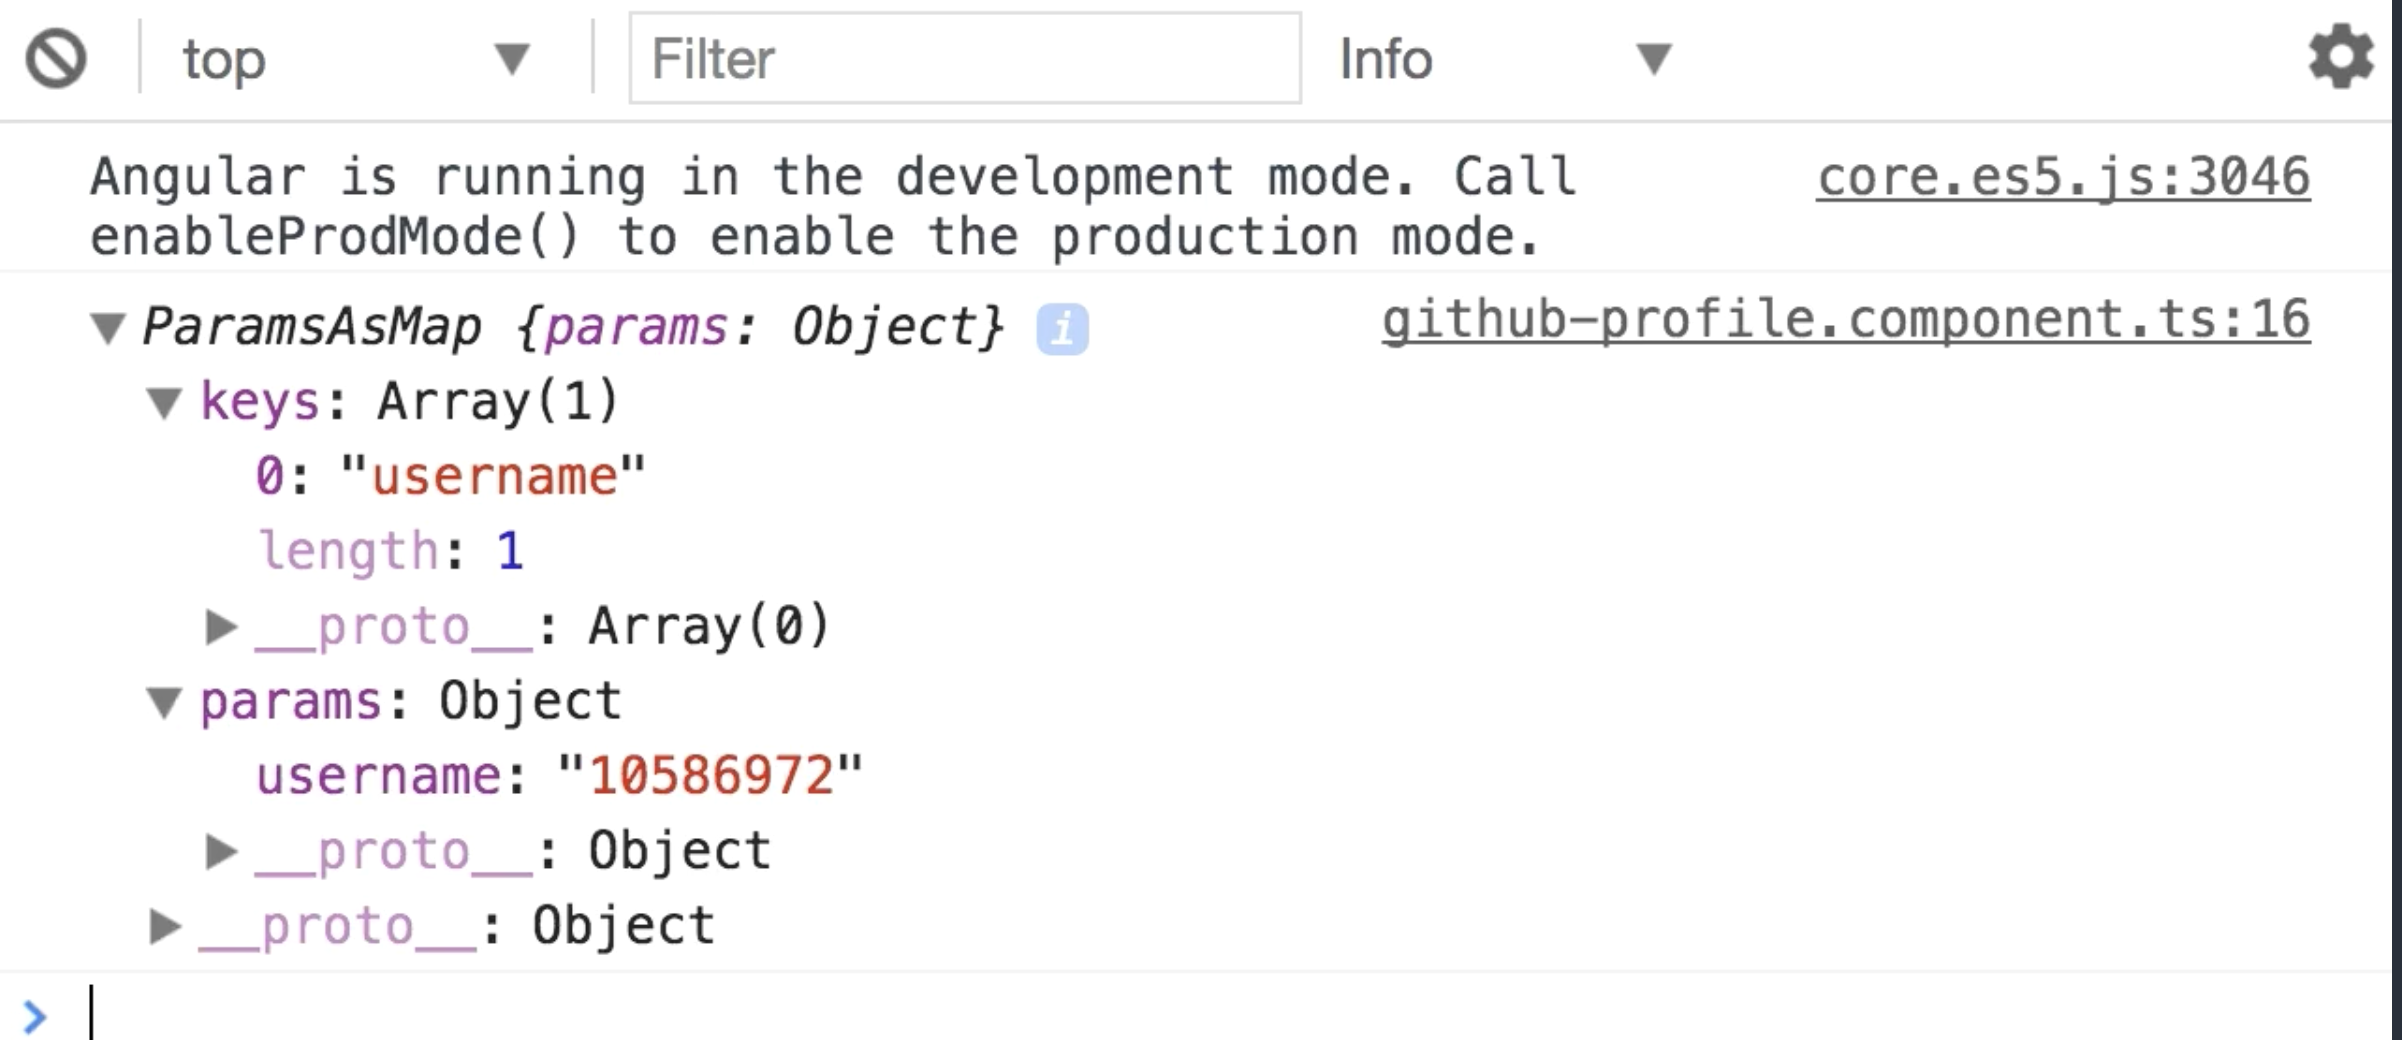 top
Filter
Info
Angular is running in the development mode. Call
core.es5.js:3046
enableProdMode() to enable the production mode.
ParamsAsMap {params: Object} i
github-profile.component.ts:16
keys: Array(1)
0: "username"
length: 1
__proto__: Array(0)
params: Object
username: "10586972"
__proto__: Object
__proto__: Object